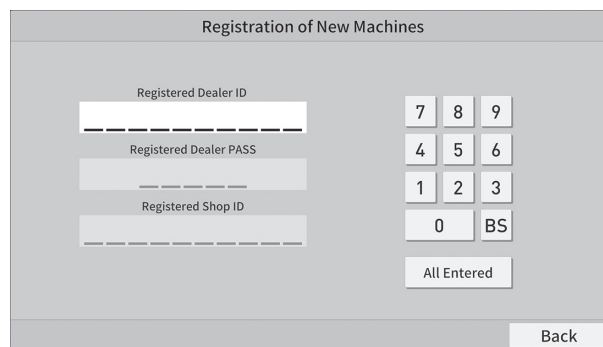 Registration of New Machines
Registered Dealer ID
Registered Dealer PASS
Registered Shop ID
7 8 9
4 5 6
1 2 3
0 BS
All Entered
Back